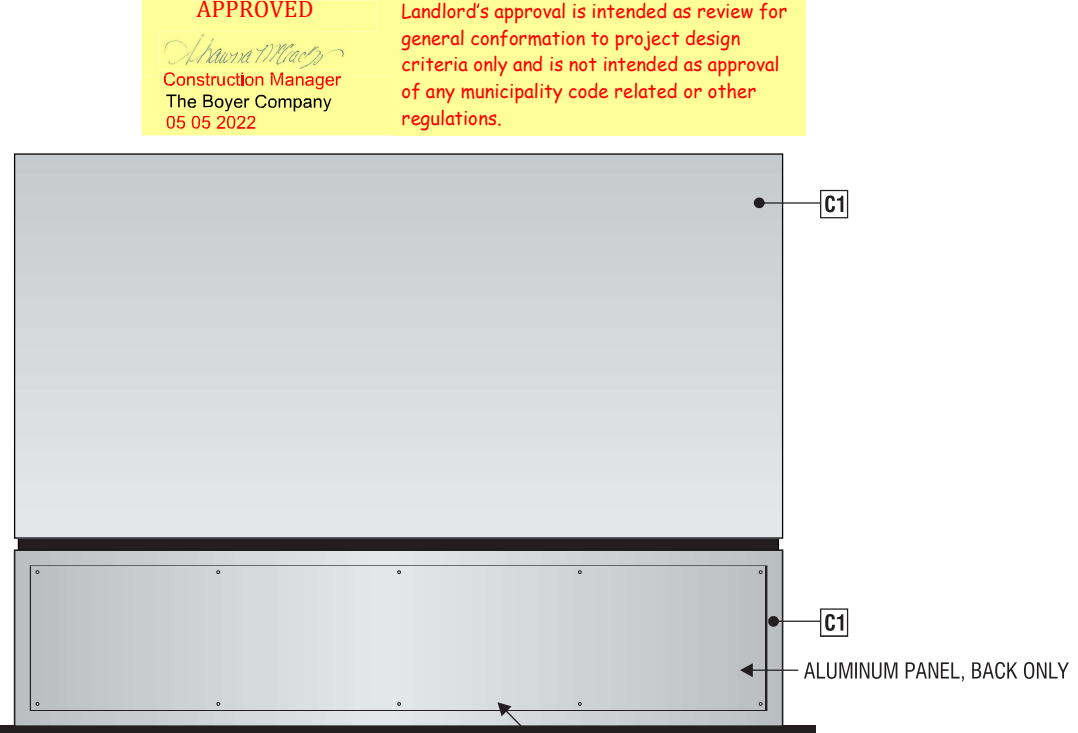 APPROVED
Construction Manager
The Boyer Company
05 05 2022
Landlord's approval is intended as review for
general conformation to project design
criteria only and is not intended as approval
of any municipality code related or other
regulations.
C1
C1
ALUMINUM PANEL, BACK ONLY